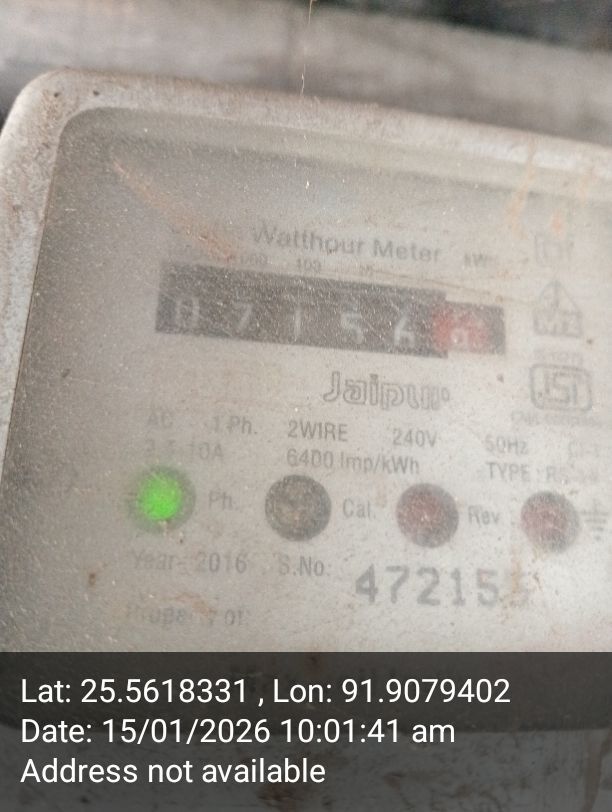 Watthour Meter
100
0 7 1 5 6
Jaipur
AC 1 Ph. 2WIRE 240V 50Hz
10A 6400 Imp/kWh TYPE:
Ph. Cal. Rev
Year- 2016 S.No:
47215
Lat: 25.5618331 , Lon: 91.9079402
Date: 15/01/2026 10:01:41 am
Address not available